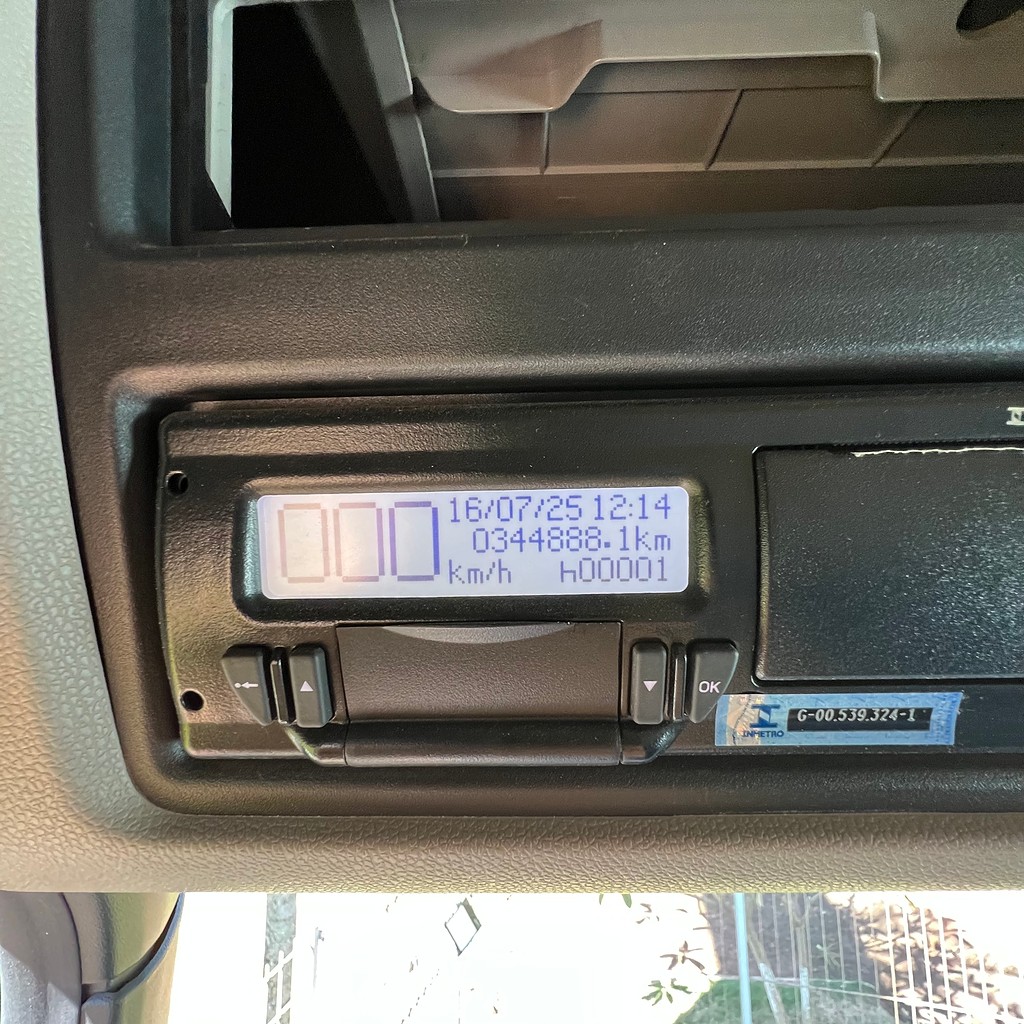 000
16/07/25 12:14
0344888.1km
km/h h00001
OK
INMETRO
G-00.539.324-1